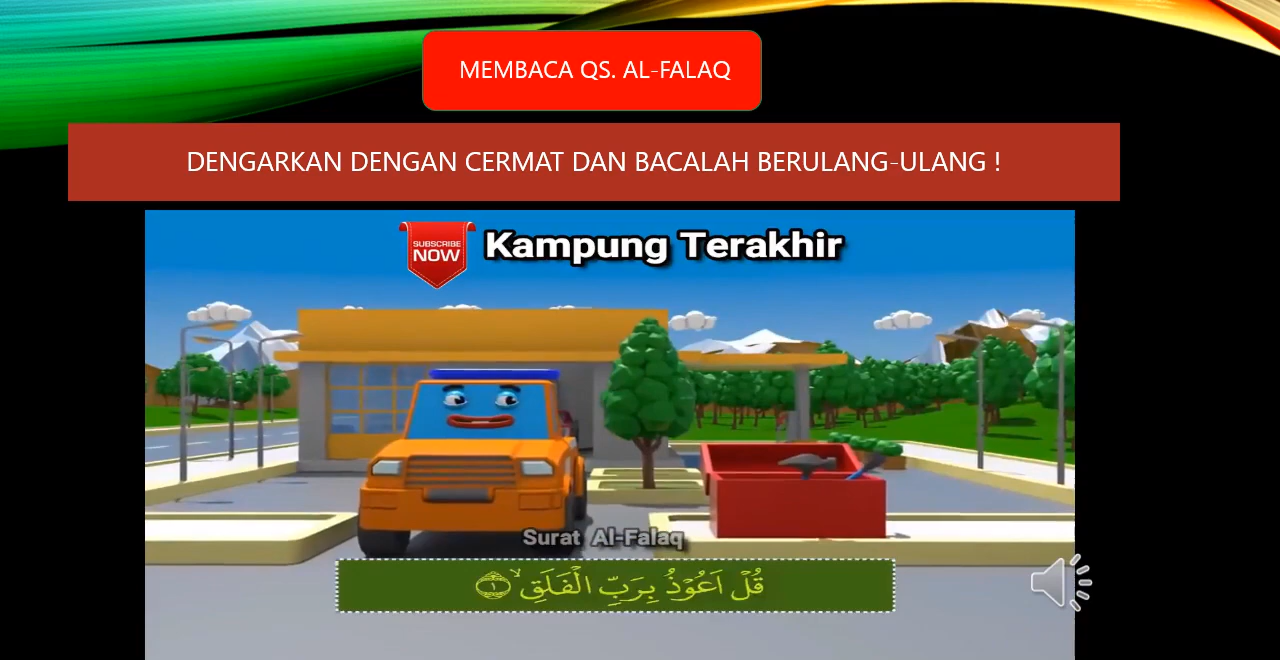 MEMBACA QS. AL-FALAQ
DENGARKAN DENGAN CERMAT DAN BACALAH BERULANG-ULANG !
SUBSCRIBE
NOW
Kampung Terakhir
Surat Al-Falaq
قُلْ اَعُوْذُ بِرَبِّ الْفَلَقِۙ ۝١